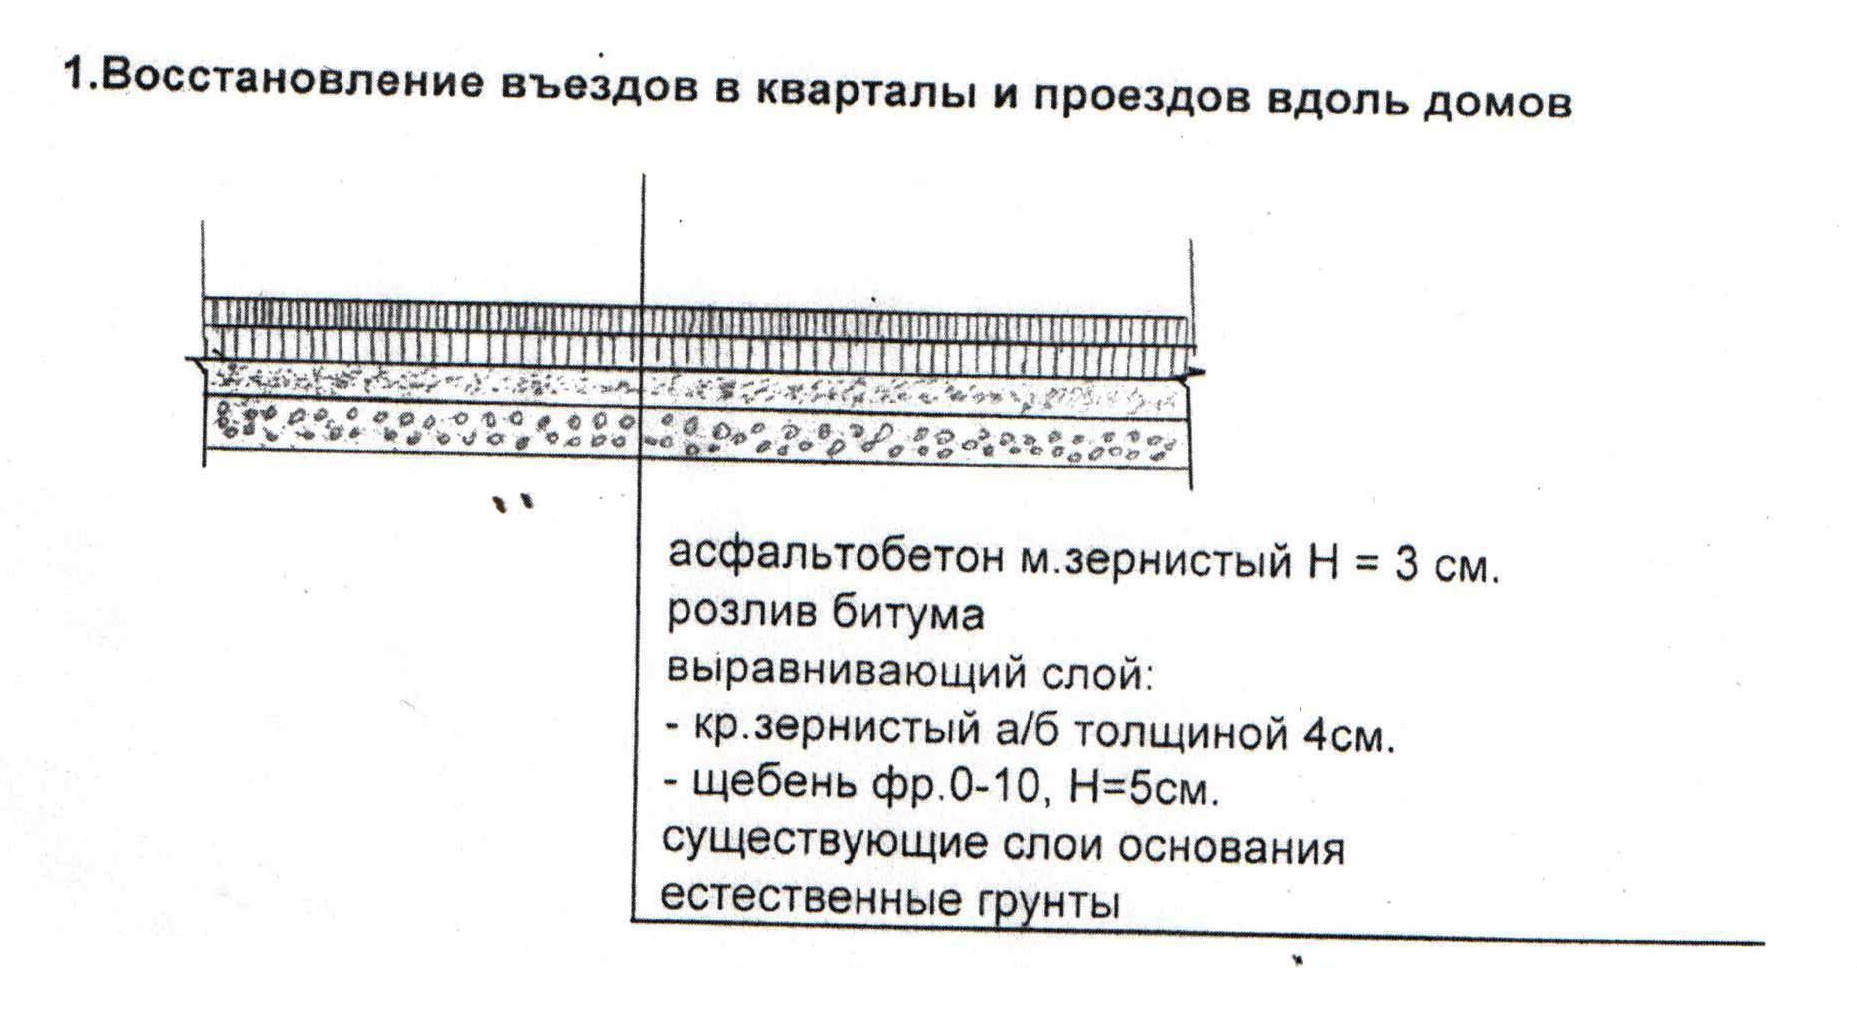 1.Восстановление въездов в кварталы и проездов вдоль домов
асфальтобетон м.зернистый Н = 3 см.
розлив битума
выравнивающий слой:
- кр.зернистый а/б толщиной 4см.
- щебень фр.0-10, Н=5см.
существующие слои основания
естественные грунты